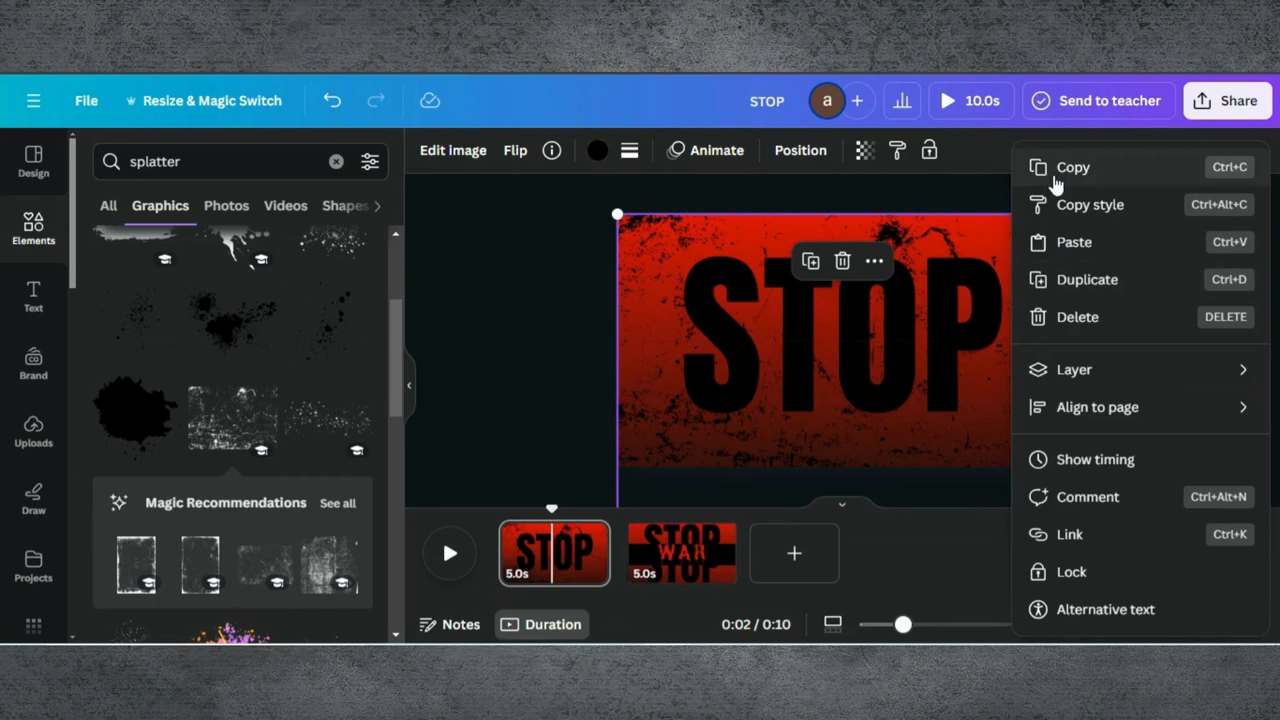 File
Resize & Magic Switch
STOP
a
10.0s
Send to teacher
Share
Design
Elements
Text
Brand
Uploads
Draw
Projects
splatter
All
Graphics
Photos
Videos
Shapes
Magic Recommendations
See all
Edit image
Flip
Animate
Position
STOP
Copy Ctrl+C
Copy style Ctrl+Alt+C
Paste Ctrl+V
Duplicate Ctrl+D
Delete DELETE
Layer
Align to page
Show timing
Comment Ctrl+Alt+N
Link Ctrl+K
Lock
Alternative text
STOP
5.0s
STOP
WAR
STOP
5.0s
Notes
Duration
0:02 / 0:10